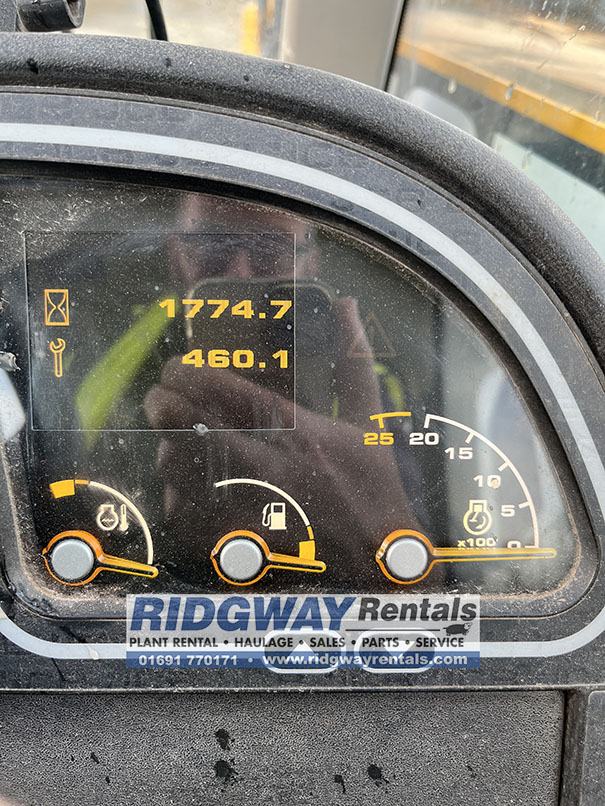 1774.7
460.1
25 20
15
10
5
x100 0
RIDGWAY Rentals
PLANT RENTAL • HAULAGE • SALES • PARTS • SERVICE
01691 770171 • www.ridgwayrentals.com